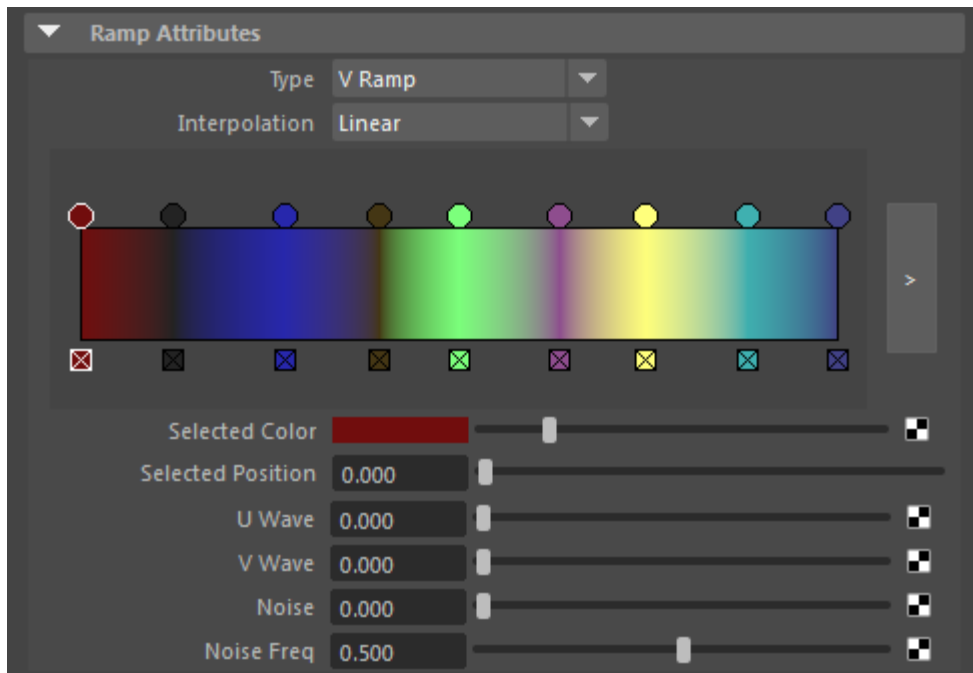 Ramp Attributes
Type V Ramp
Interpolation Linear
>
Selected Color
Selected Position 0.000
U Wave 0.000
V Wave 0.000
Noise 0.000
Noise Freq 0.500